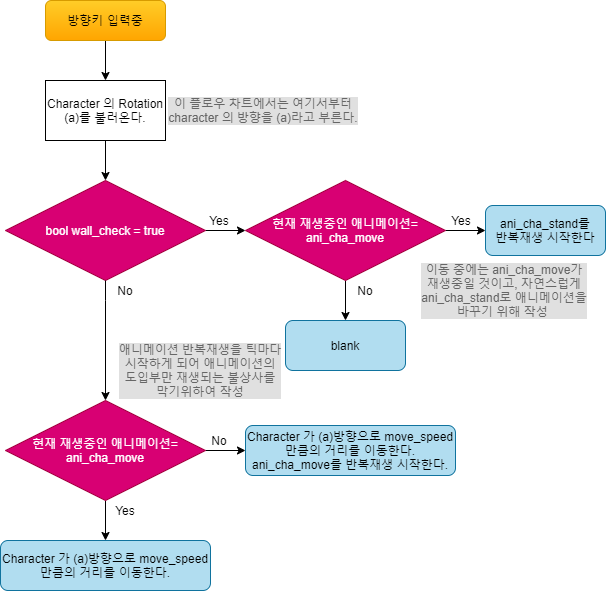 방향키 입력중
Character 의 Rotation
(a)를 불러온다.
이 플로우 차트에서는 여기서부터
character 의 방향을 (a)라고 부른다.
bool wall_check = true
Yes
현재 재생중인 애니메이션=
ani_cha_move
Yes
ani_cha_stand를
반복재생 시작한다
No
No
이동 중에는 ani_cha_move가
재생중일 것이고, 자연스럽게
ani_cha_stand로 애니메이션을
바꾸기 위해 작성
blank
애니메이션 반복재생을 틱마다
시작하게 되어 애니메이션의
도입부만 재생되는 불상사를
막기위하여 작성
현재 재생중인 애니메이션=
ani_cha_move
No
Character 가 (a)방향으로 move_speed
만큼의 거리를 이동한다.
ani_cha_move를 반복재생 시작한다.
Yes
Character 가 (a)방향으로 move_speed
만큼의 거리를 이동한다.